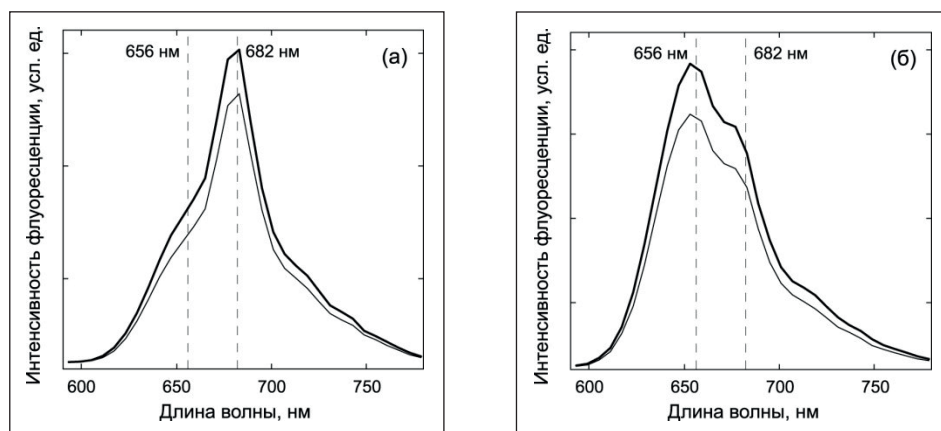 Интенсивность флуоресценции, усл. ед.
656 нм
682 нм
(а)
600
650
700
750
Длина волны, нм
Интенсивность флуоресценции, усл. ед.
656 нм
682 нм
(б)
600
650
700
750
Длина волны, нм